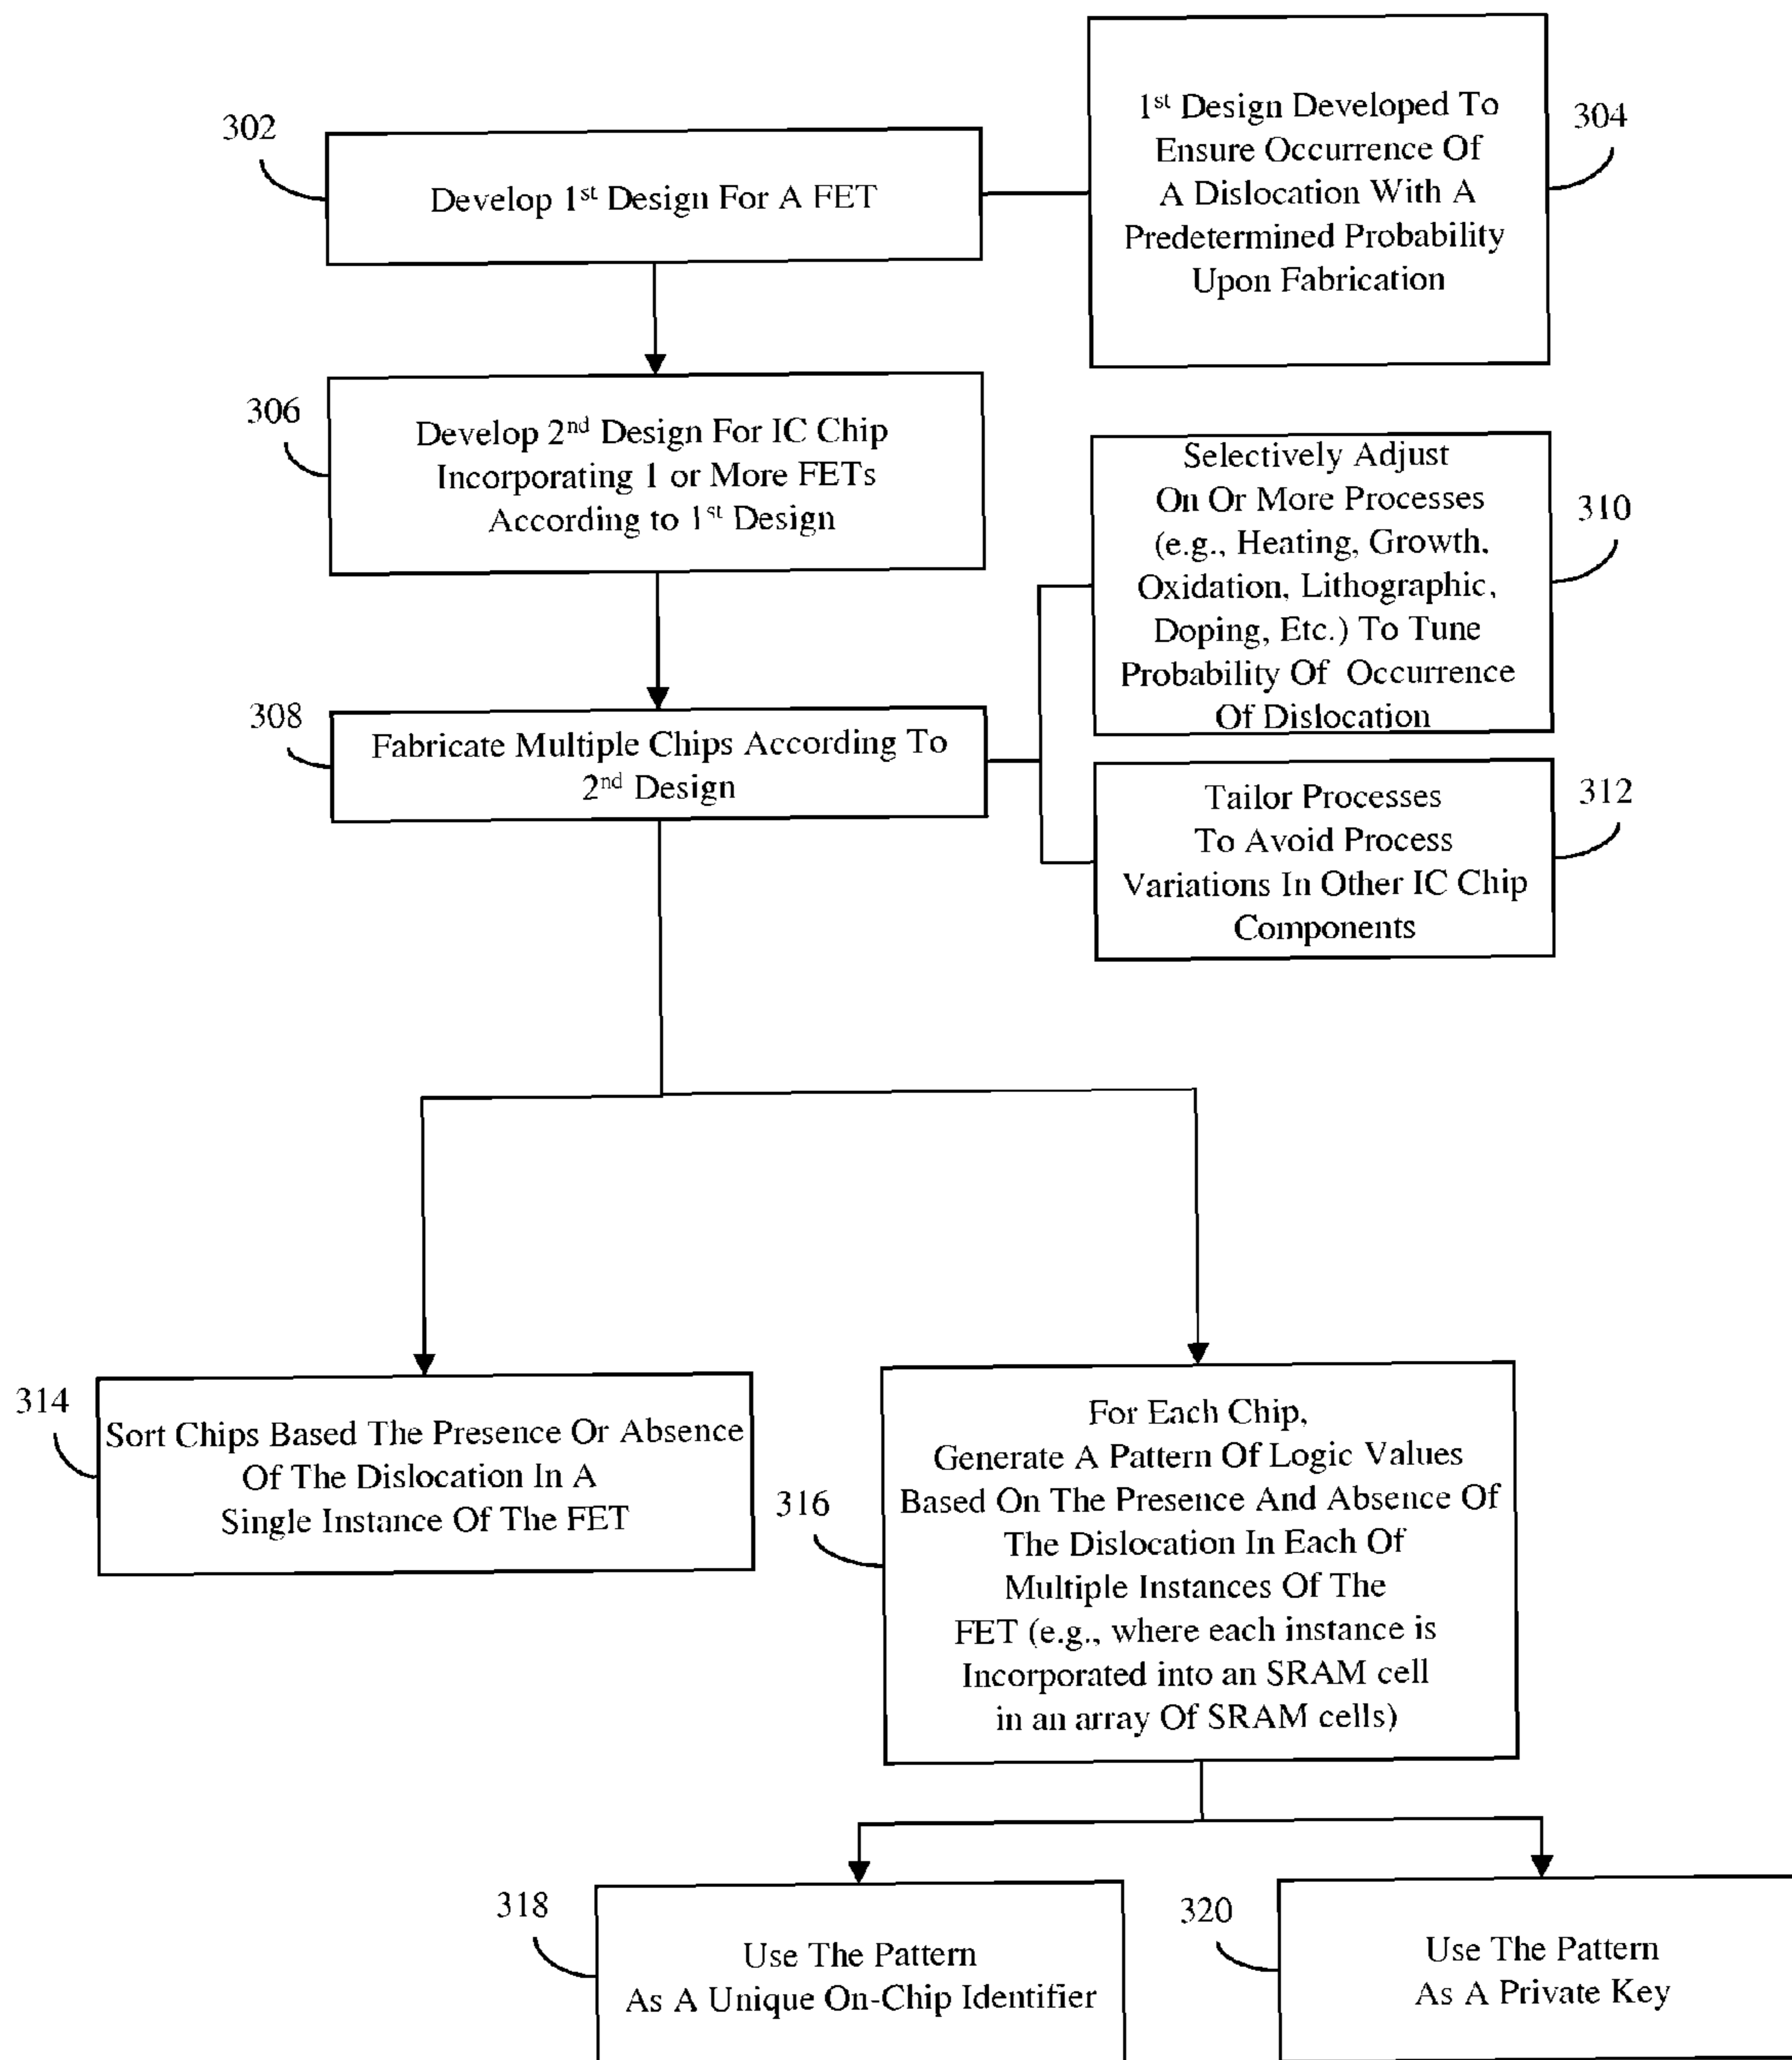 302
Develop 1st Design For A FET
1st Design Developed To
Ensure Occurrence Of
A Dislocation With A
Predetermined Probability
Upon Fabrication
304
306
Develop 2nd Design For IC Chip
Incorporating 1 or More FETs
According to 1st Design
Selectively Adjust
On Or More Processes
(e.g., Heating, Growth,
Oxidation, Lithographic,
Doping, Etc.) To Tune
Probability Of Occurrence
Of Dislocation
310
308
Fabricate Multiple Chips According To
2nd Design
Tailor Processes
To Avoid Process
Variations In Other IC Chip
Components
312
314
Sort Chips Based The Presence Or Absence
Of The Dislocation In A
Single Instance Of The FET
316
For Each Chip,
Generate A Pattern Of Logic Values
Based On The Presence And Absence Of
The Dislocation In Each Of
Multiple Instances Of The
FET (e.g., where each instance is
Incorporated into an SRAM cell
in an array Of SRAM cells)
318
Use The Pattern
As A Unique On-Chip Identifier
320
Use The Pattern
As A Private Key